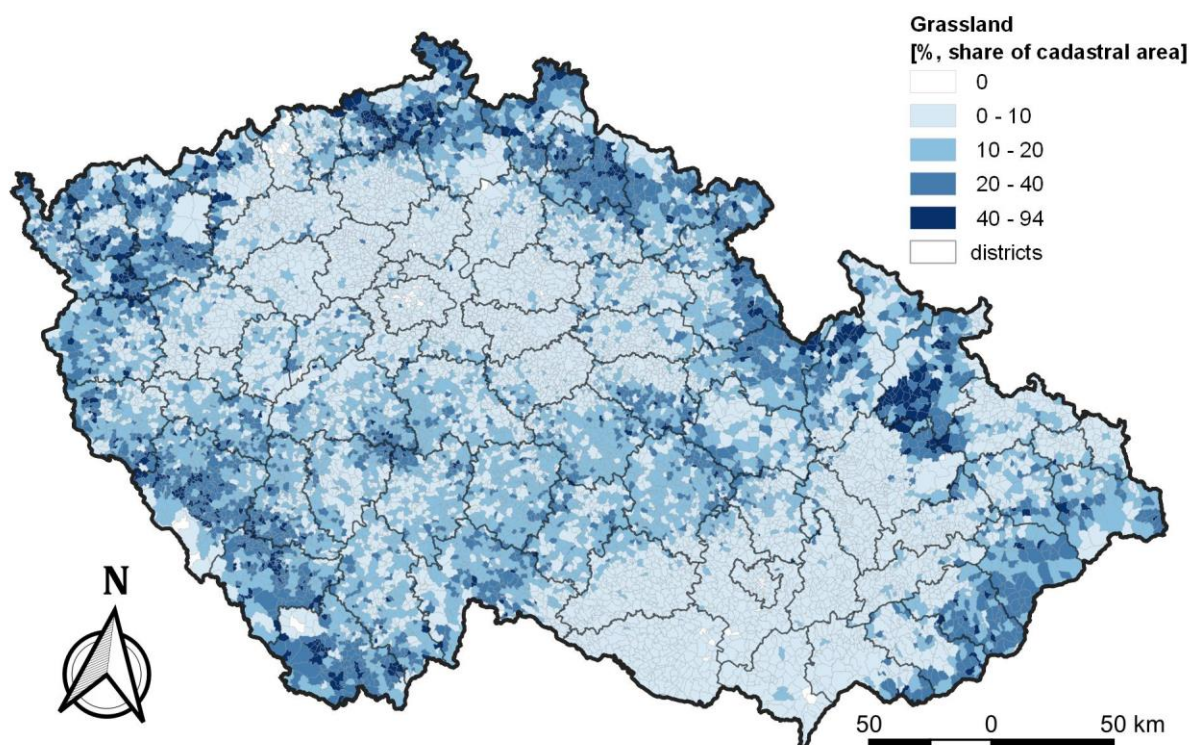 Grassland
[%, share of cadastral area]
0
0 - 10
10 - 20
20 - 40
40 - 94
districts
N
50 0 50 km